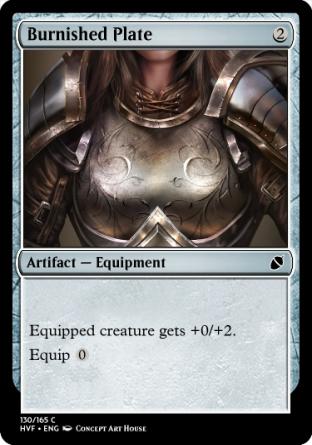 Burnished Plate 2
Artifact — Equipment
Equipped creature gets +0/+2.
Equip 0
130/165 C
HVF • ENG Concept Art House